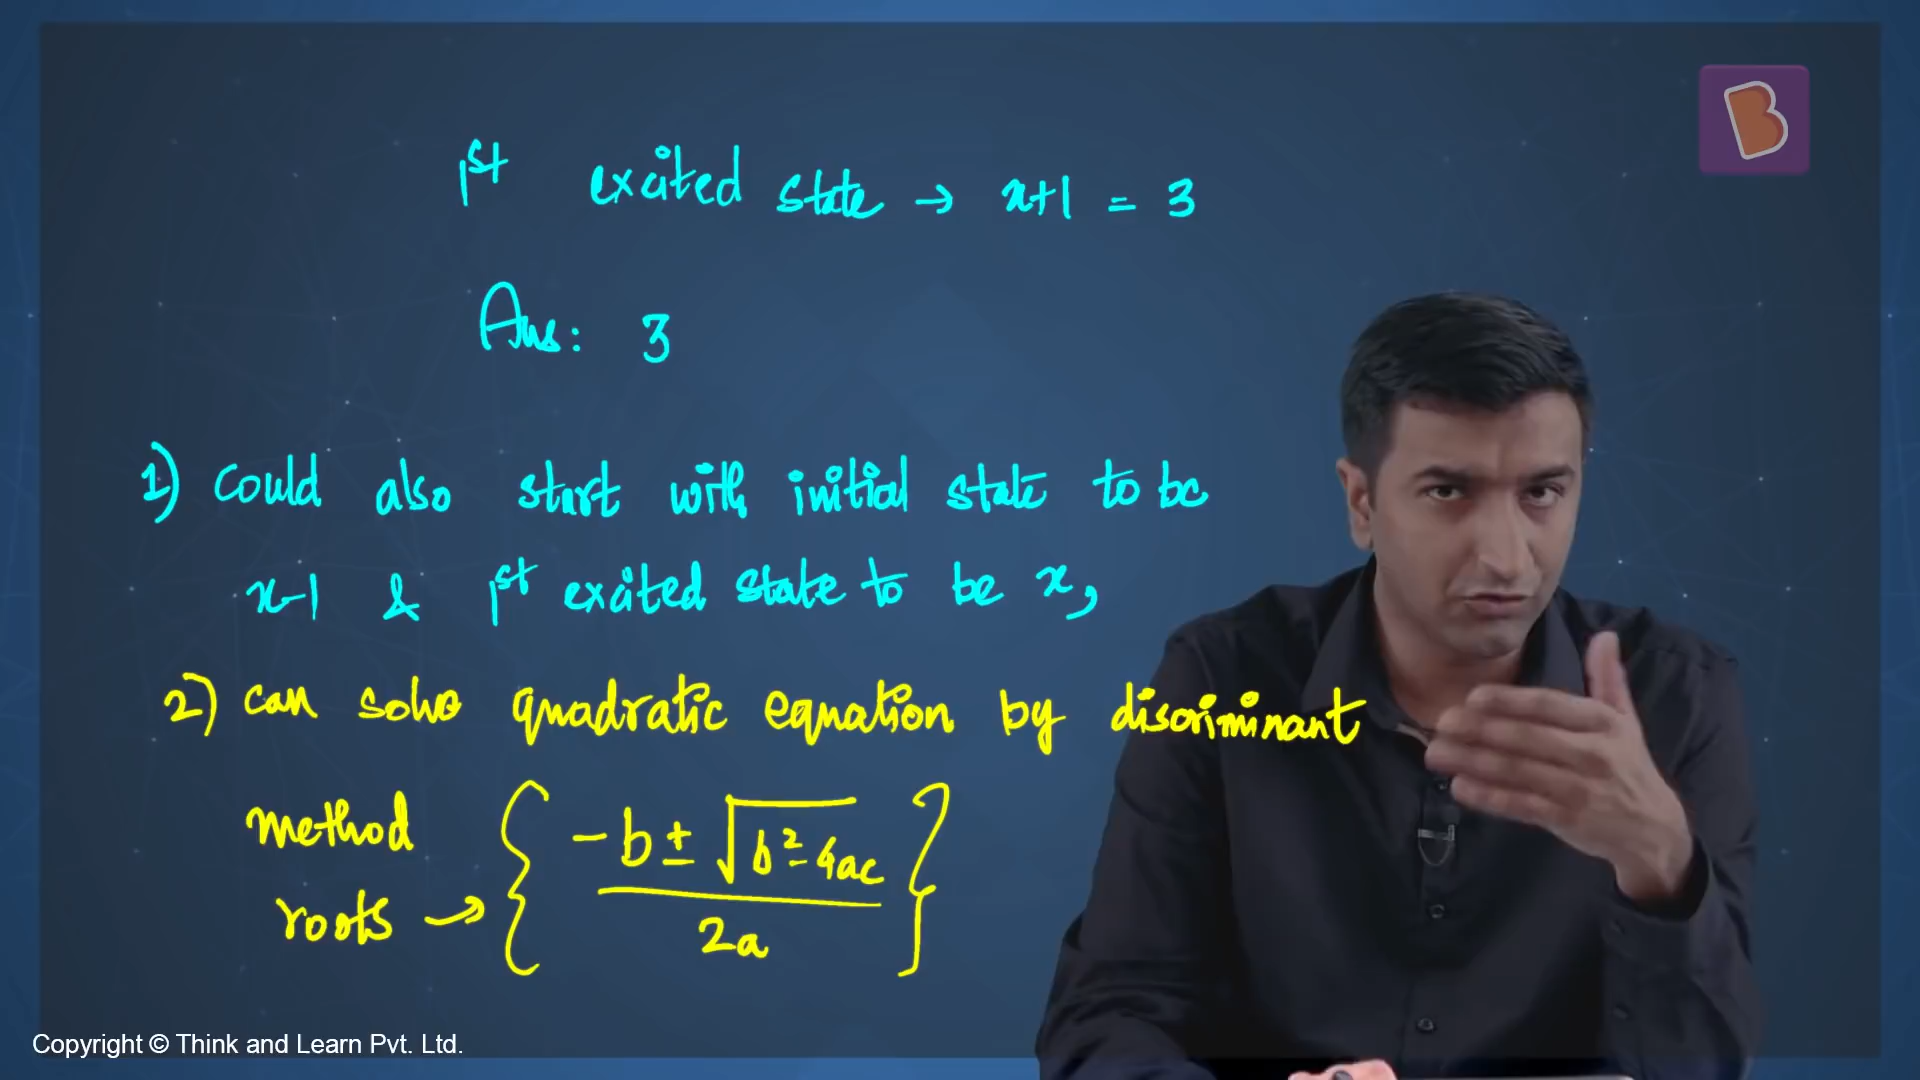 1st excited state → x+1 = 3
Ans: 3
1) could also start with initial state to be
x-1 & 1st excited state to be x,
2) can solve quadratic equation by discriminant
method
roots → { -b ± √b²-4ac / 2a }
B
Copyright © Think and Learn Pvt. Ltd.